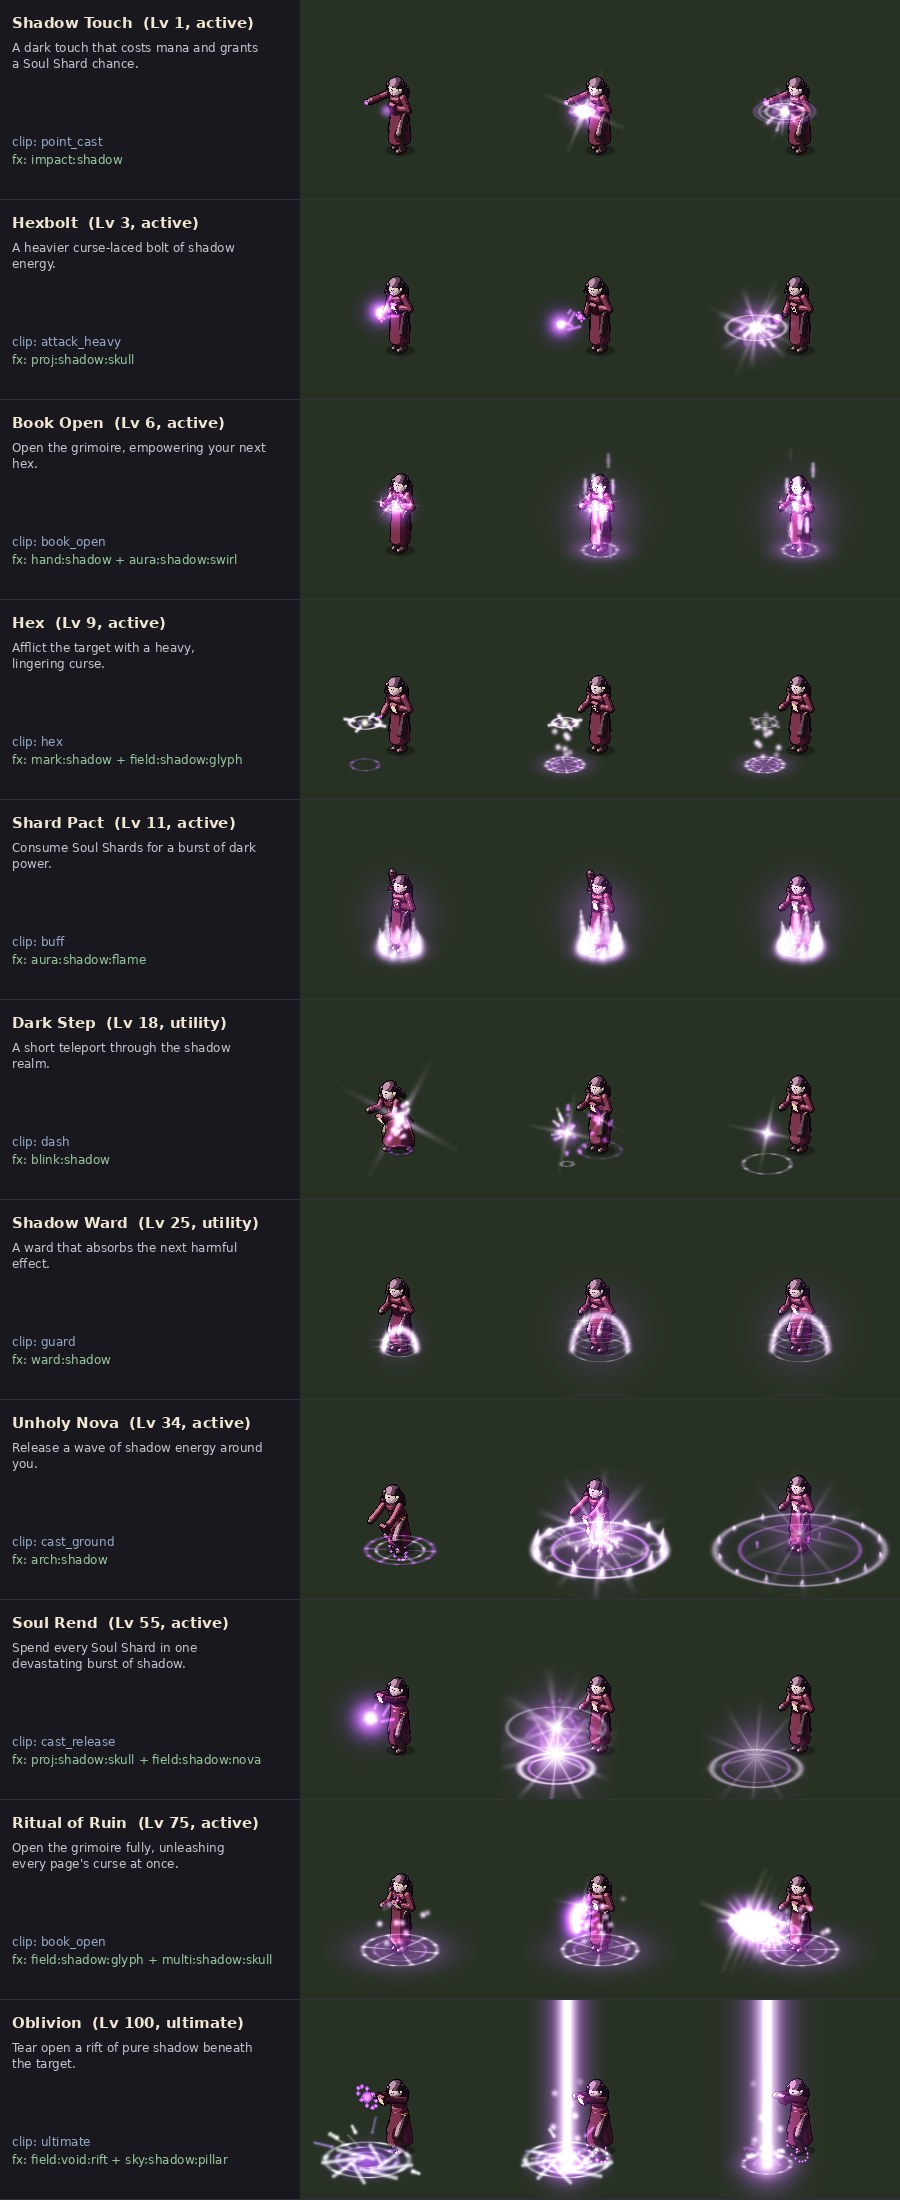 Shadow Touch  (Lv 1, active)
A dark touch that costs mana and grants
a Soul Shard chance.
clip: point_cast
fx: impact:shadow
Hexbolt  (Lv 3, active)
A heavier curse-laced bolt of shadow
energy.
clip: attack_heavy
fx: proj:shadow:skull
Book Open  (Lv 6, active)
Open the grimoire, empowering your next
hex.
clip: book_open
fx: hand:shadow + aura:shadow:swirl
Hex  (Lv 9, active)
Afflict the target with a heavy,
lingering curse.
clip: hex
fx: mark:shadow + field:shadow:glyph
Shard Pact  (Lv 11, active)
Consume Soul Shards for a burst of dark
power.
clip: buff
fx: aura:shadow:flame
Dark Step  (Lv 18, utility)
A short teleport through the shadow
realm.
clip: dash
fx: blink:shadow
Shadow Ward  (Lv 25, utility)
A ward that absorbs the next harmful
effect.
clip: guard
fx: ward:shadow
Unholy Nova  (Lv 34, active)
Release a wave of shadow energy around
you.
clip: cast_ground
fx: arch:shadow
Soul Rend  (Lv 55, active)
Spend every Soul Shard in one
devastating burst of shadow.
clip: cast_release
fx: proj:shadow:skull + field:shadow:nova
Ritual of Ruin  (Lv 75, active)
Open the grimoire fully, unleashing
every page's curse at once.
clip: book_open
fx: field:shadow:glyph + multi:shadow:skull
Oblivion  (Lv 100, ultimate)
Tear open a rift of pure shadow beneath
the target.
clip: ultimate
fx: field:void:rift + sky:shadow:pillar